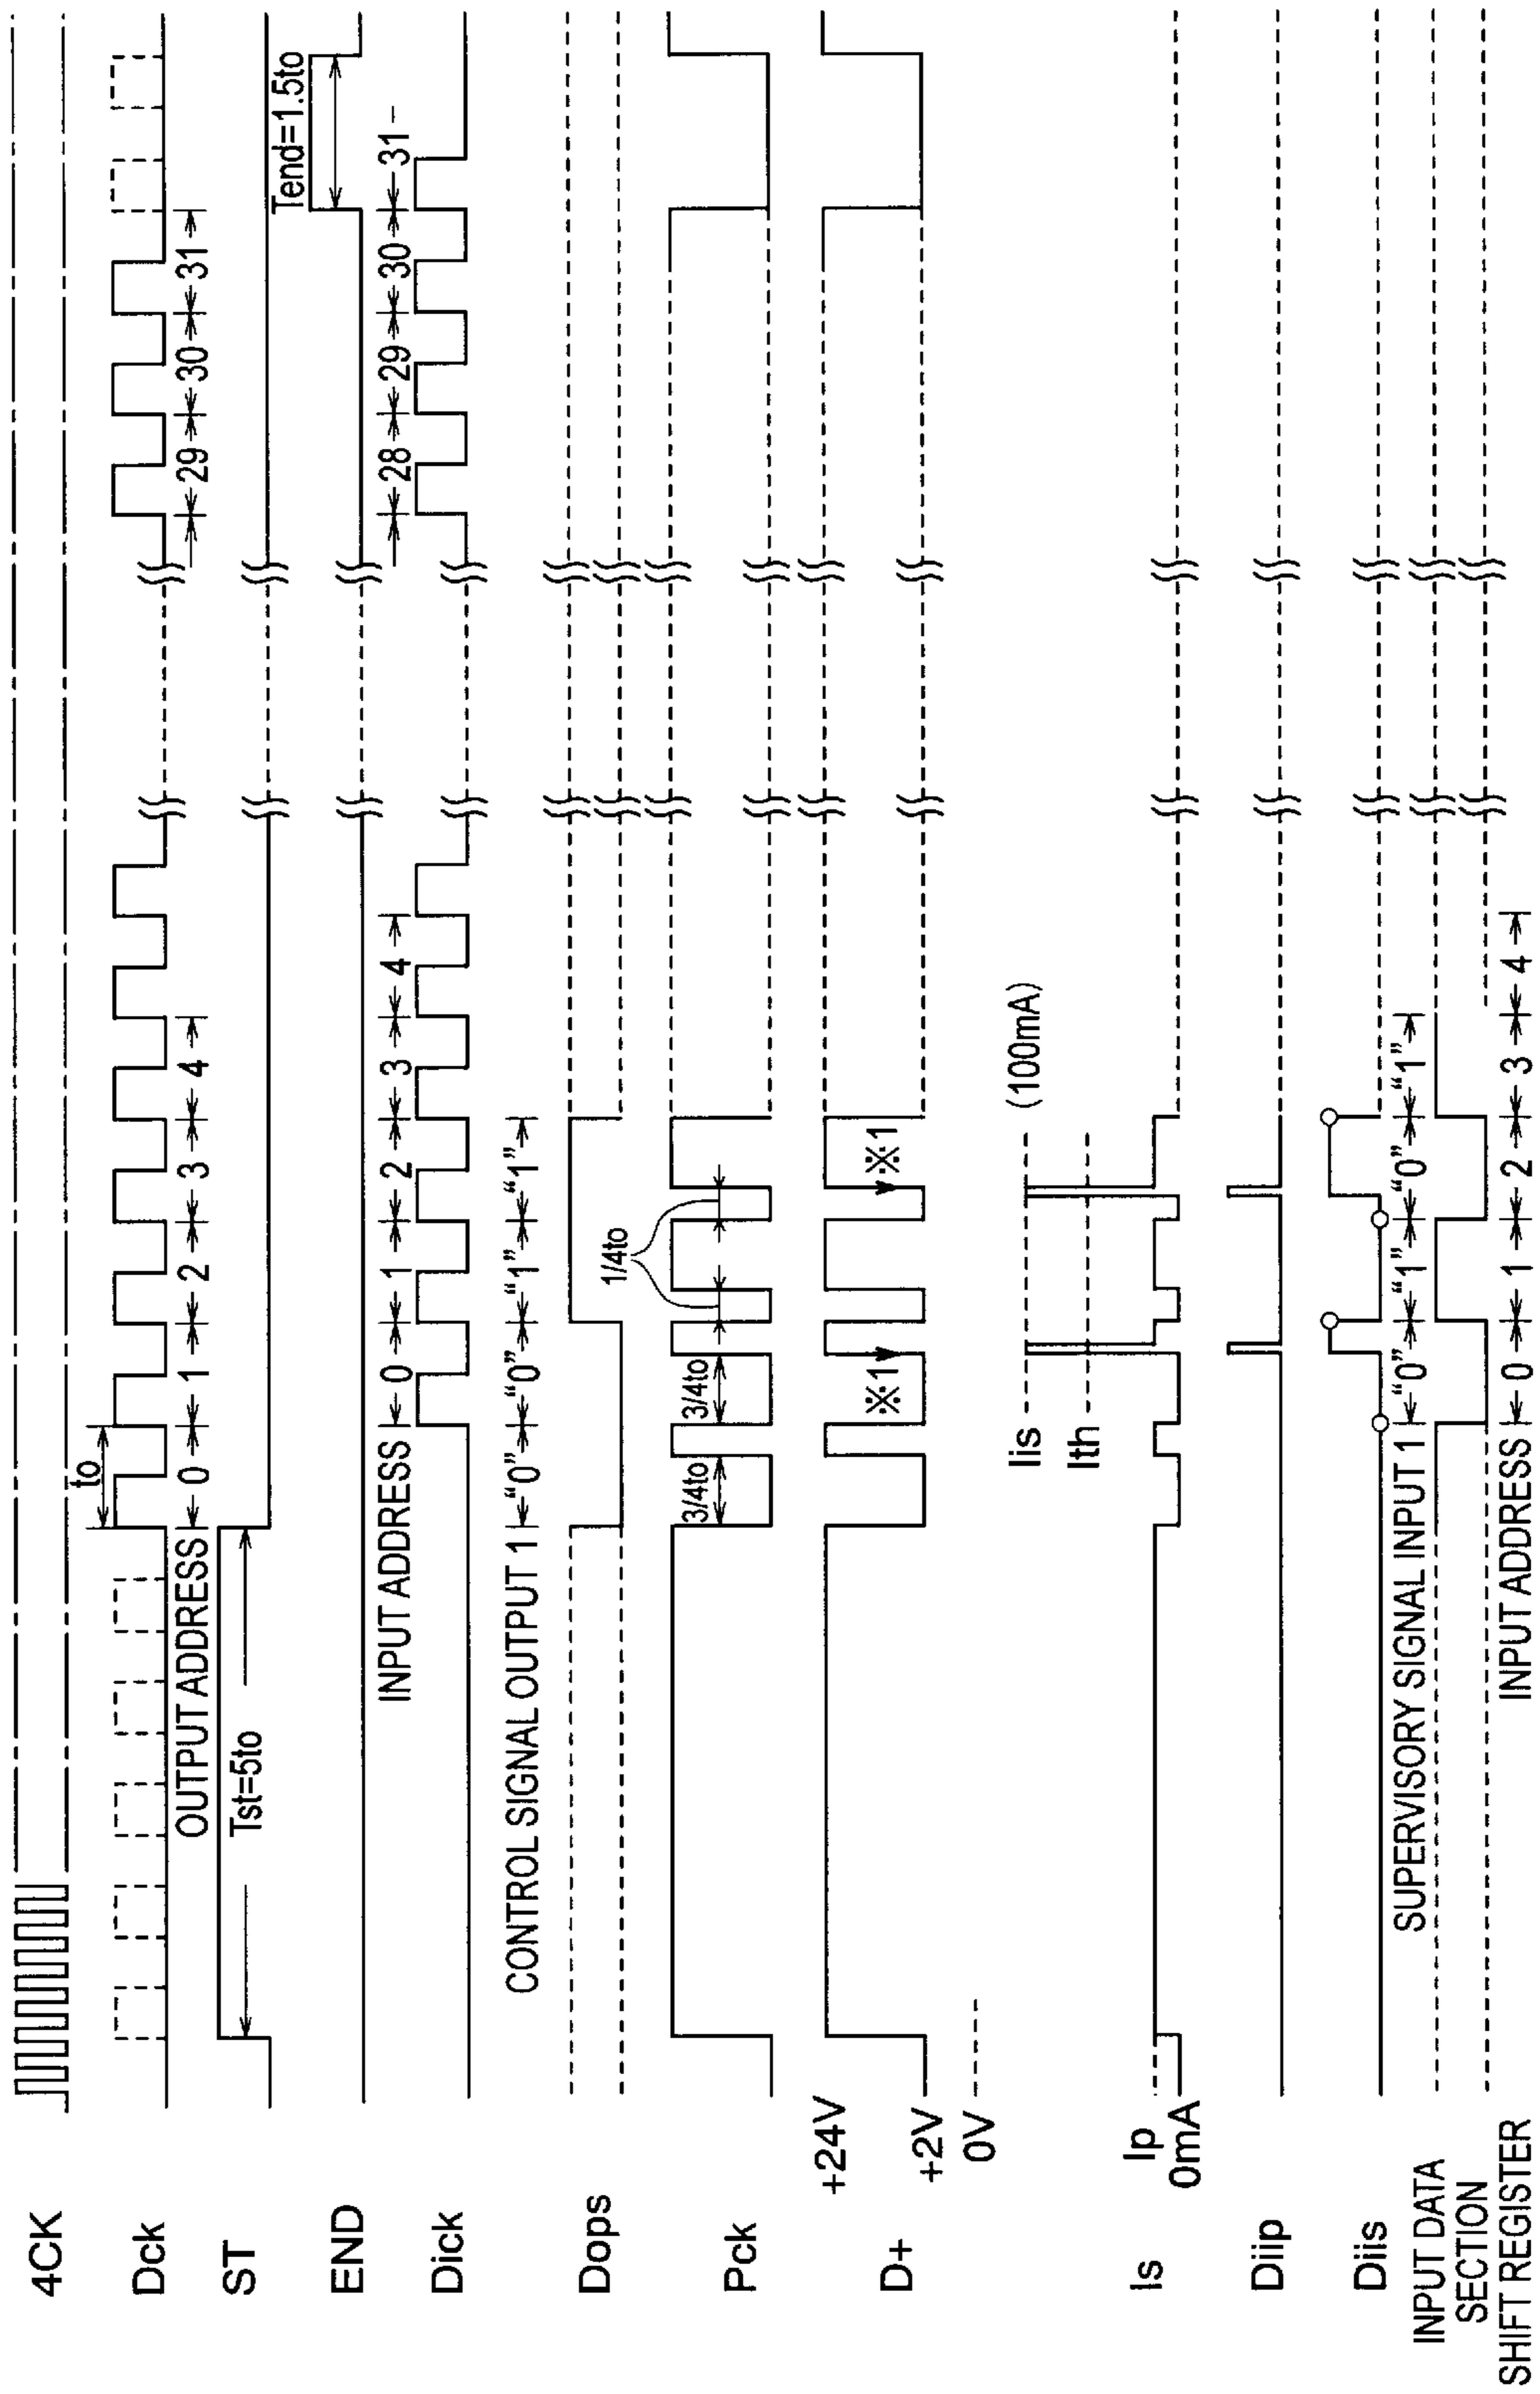 4CK
Dck
to
OUTPUT ADDRESS
0 1 2 3 4 29 30 31
ST
Tst=5to
END
Tend=1.5to
INPUT ADDRESS
0 1 2 3 4 28 29 30 31
Dick
CONTROL SIGNAL OUTPUT 1
“0” “0” “1” “1”
Dops
Pck
3/4to 3/4to 1/4to
+24V
D+
※1 ※1
+2V
0V
Iis (100mA)
Ith
Is
Ip
0mA
Diip
Diis
SUPERVISORY SIGNAL INPUT 1
“0” “1” “0” “1”
INPUT DATA
SECTION
SHIFT REGISTER
INPUT ADDRESS
0 1 2 3 4